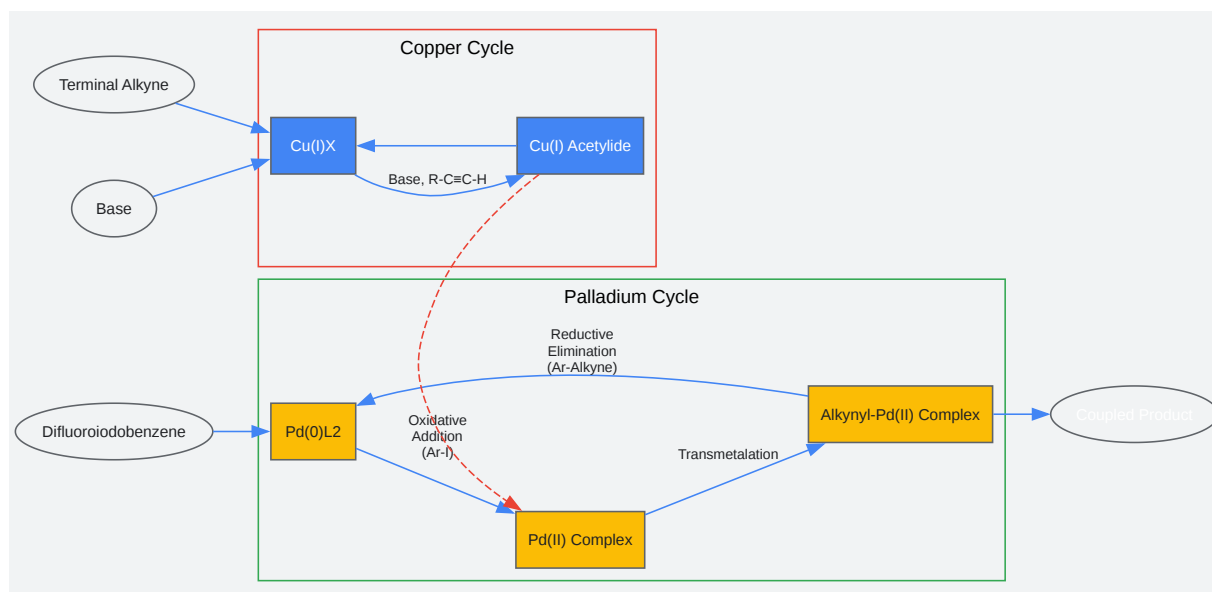 Copper Cycle
Terminal Alkyne
Cu(I)X
Cu(I) Acetylide
Base, R-C≡C-H
Base
Palladium Cycle
Reductive
Elimination
(Ar-Alkyne)
Alkynyl-Pd(II) Complex
Coupled Product
Difluoroiodobenzene
Pd(0)L2
Oxidative
Addition
(Ar-I)
Transmetalation
Pd(II) Complex